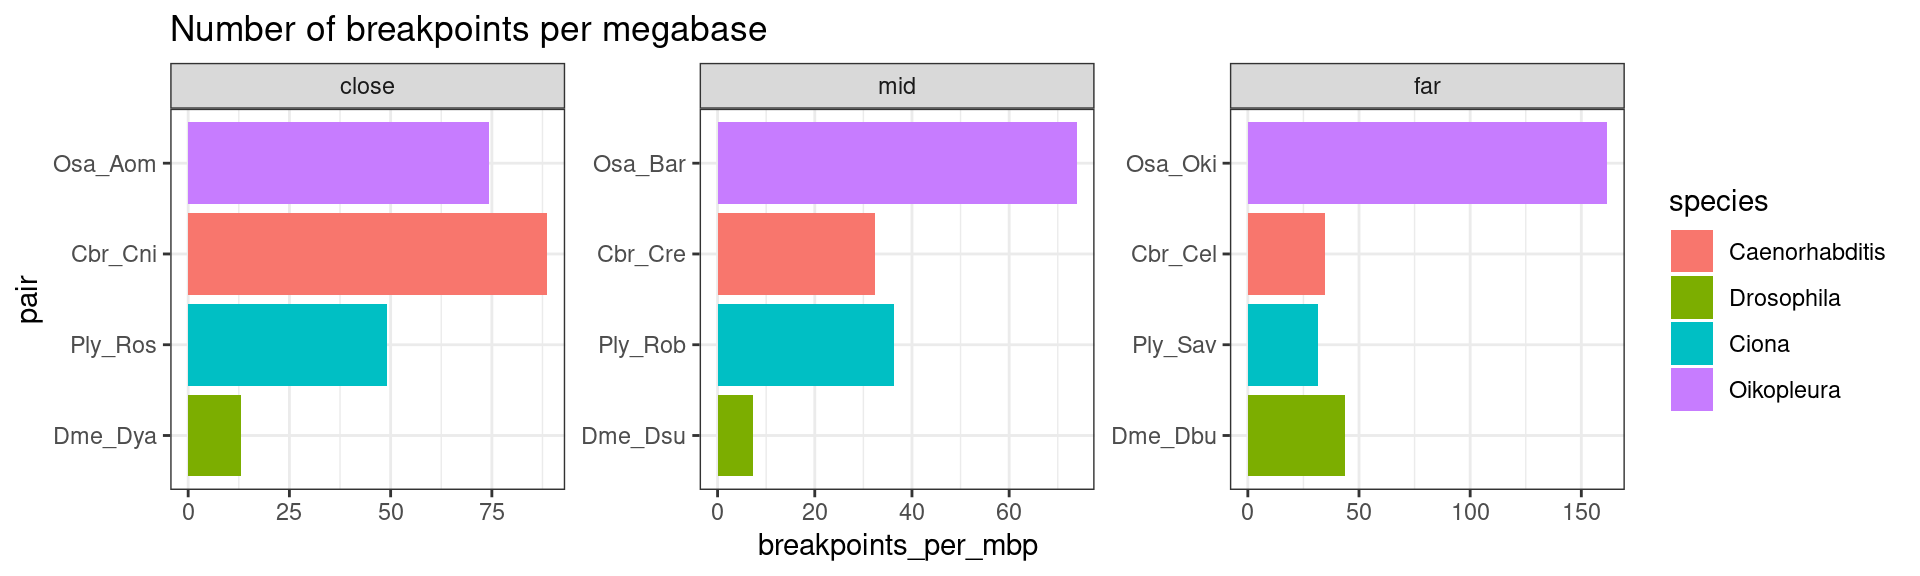 Number of breakpoints per megabase
close
mid
far
pair
Osa_Aom
Cbr_Cni
Ply_Ros
Dme_Dya
0 25 50 75
Osa_Bar
Cbr_Cre
Ply_Rob
Dme_Dsu
0 20 40 60
Osa_Oki
Cbr_Cel
Ply_Sav
Dme_Dbu
0 50 100 150
breakpoints_per_mbp
species
Caenorhabditis
Drosophila
Ciona
Oikopleura